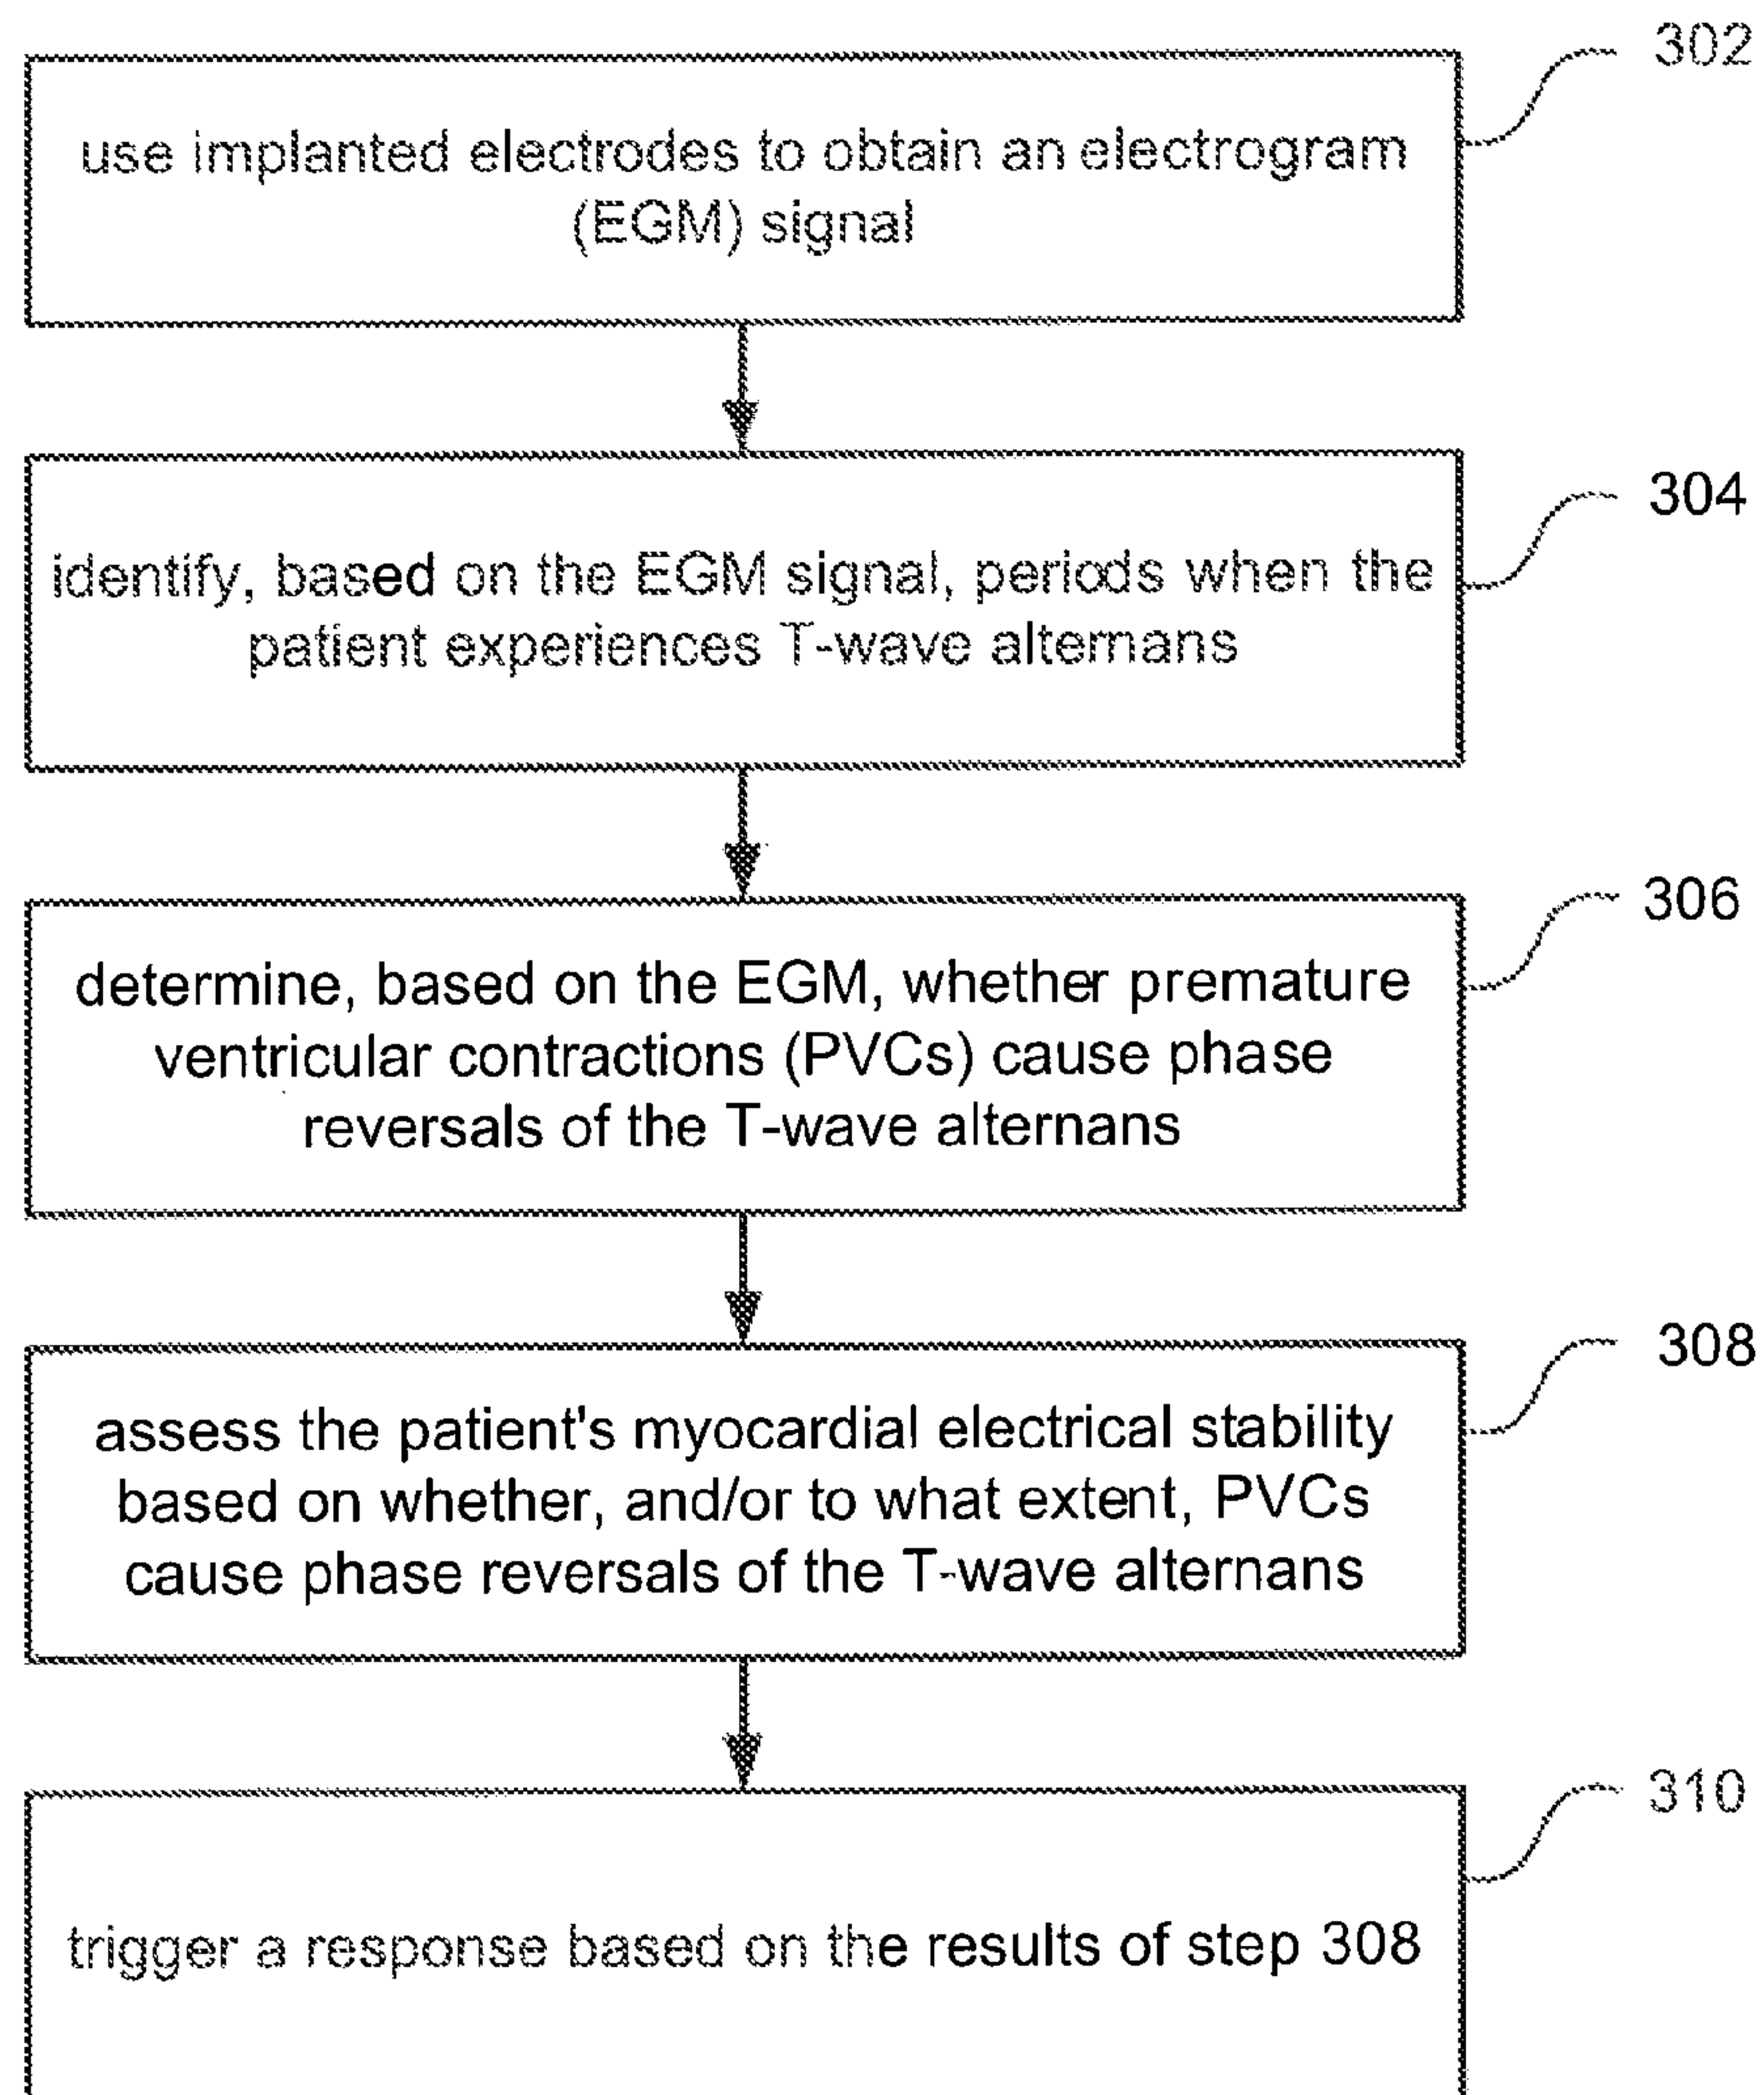 302
use implanted electrodes to obtain an electrogram
(EGM) signal
304
identify, based on the EGM signal, periods when the
patient experiences T-wave alternans
306
determine, based on the EGM, whether premature
ventricular contractions (PVCs) cause phase
reversals of the T-wave alternans
308
assess the patient's myocardial electrical stability
based on whether, and/or to what extent, PVCs
cause phase reversals of the T-wave alternans
310
trigger a response based on the results of step 308